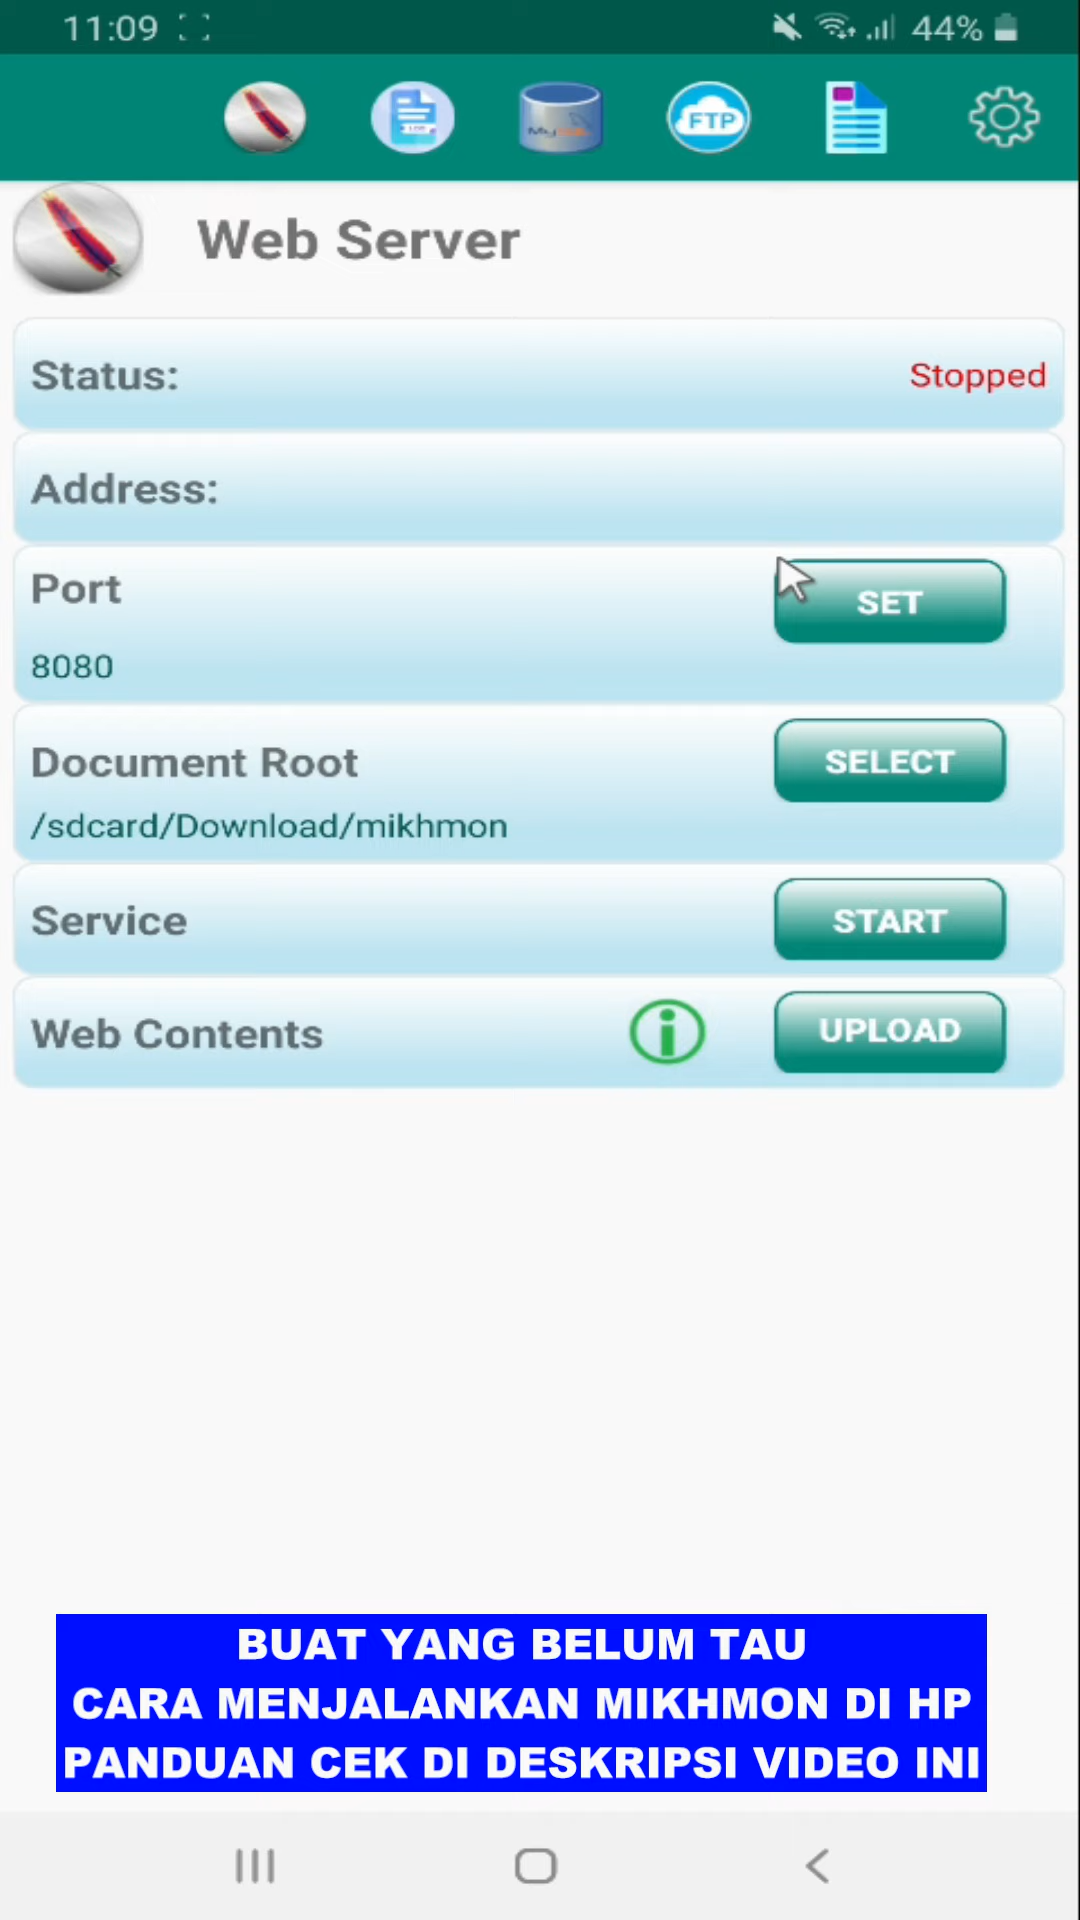 11:09
44%
FTP
Web Server
Status:
Stopped
Address:
Port
SET
8080
Document Root
SELECT
/sdcard/Download/mikhmon
Service
START
Web Contents
UPLOAD
BUAT YANG BELUM TAU
CARA MENJALANKAN MIKHMON DI HP
PANDUAN CEK DI DESKRIPSI VIDEO INI